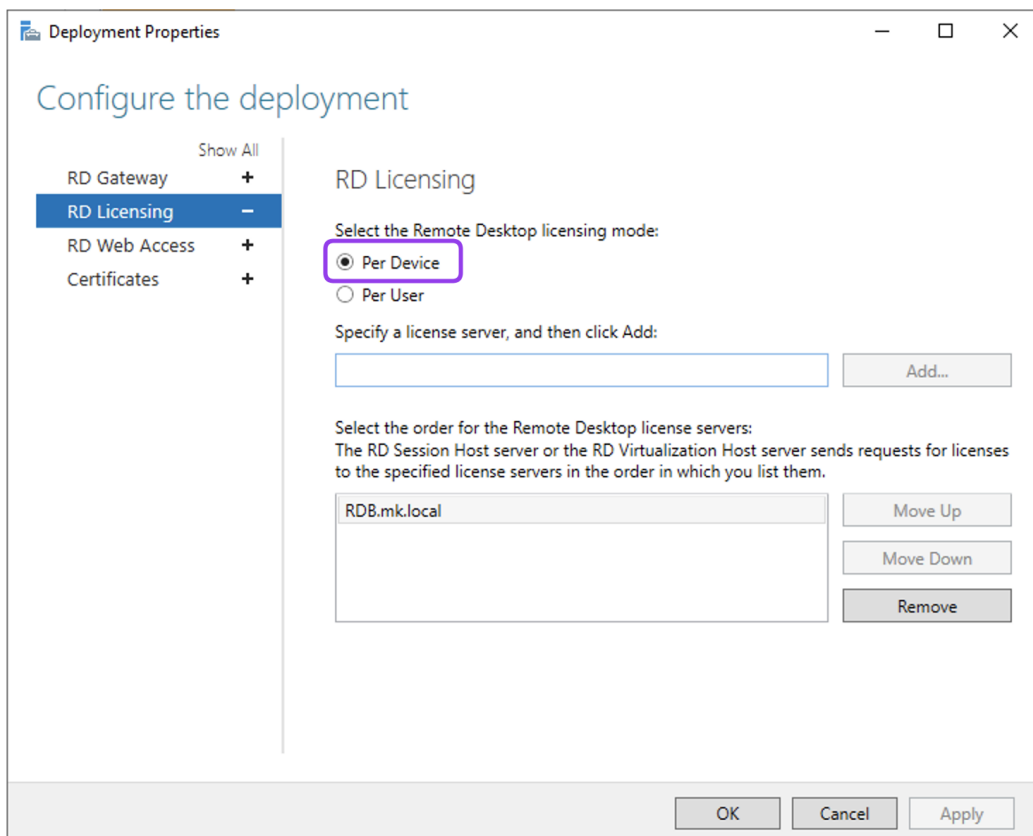 Deployment Properties
Configure the deployment
Show All
RD Gateway
RD Licensing
RD Web Access
Certificates
RD Licensing
Select the Remote Desktop licensing mode:
Per Device
Per User
Specify a license server, and then click Add:
Add...
Select the order for the Remote Desktop license servers:
The RD Session Host server or the RD Virtualization Host server sends requests for licenses
to the specified license servers in the order in which you list them.
RDB.mk.local
Move Up
Move Down
Remove
OK
Cancel
Apply